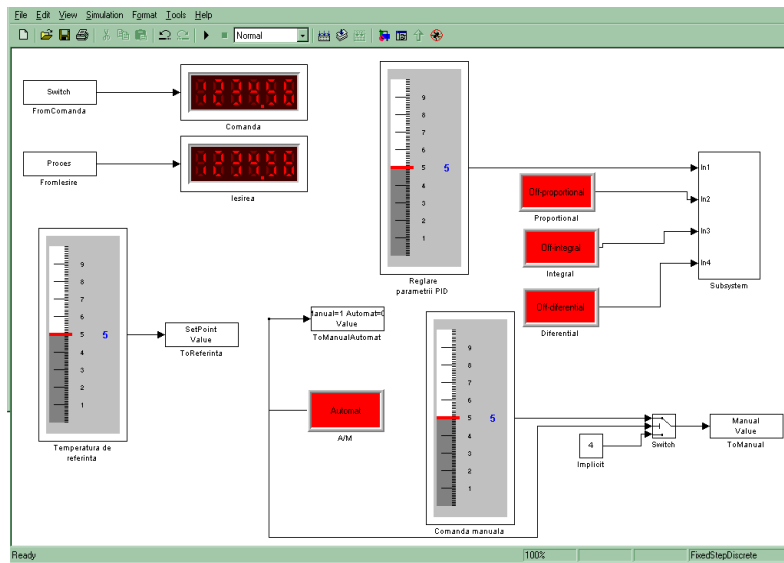 File Edit View Simulation Format Tools Help
Normal
Switch
FromComanda
Comanda
Proces
FromIesire
Iesirea
9
8
7
6
5
4
3
2
1
5
Reglare
parametrii PID
Off-proportional
Proportional
Off-integral
Integral
Off-diferential
Diferential
In1
In2
In3
In4
Subsystem
9
8
7
6
5
4
3
2
1
5
Temperatura de
referinta
SetPoint
Value
ToReferinta
Manual=1 Automat=0
Value
ToManualAutomat
Automat
A/M
9
8
7
6
5
4
3
2
1
5
Comanda manuala
4
Implicit
Switch
Manual
Value
ToManual
Ready
100%
FixedStepDiscrete